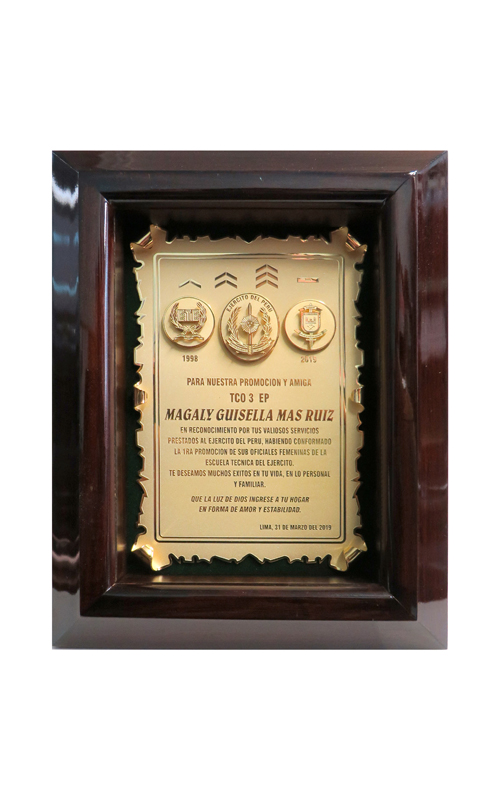 EJERCITO DEL PERU
1998
2019
PARA NUESTRA PROMOCION Y AMIGA
TCO 3 EP
MAGALY GUISELLA MAS RUIZ
EN RECONOCIMIENTO POR TUS VALIOSOS SERVICIOS
PRESTADOS AL EJERCITO DEL PERU, HABIENDO CONFORMADO
LA 1RA PROMOCION DE SUB OFICIALES FEMENINAS DE LA
ESCUELA TECNICA DEL EJERCITO.
TE DESEAMOS MUCHOS EXITOS EN TU VIDA, EN LO PERSONAL
Y FAMILIAR.
QUE LA LUZ DE DIOS INGRESE A TU HOGAR
EN FORMA DE AMOR Y ESTABILIDAD.
LIMA, 31 DE MARZO DEL 2019